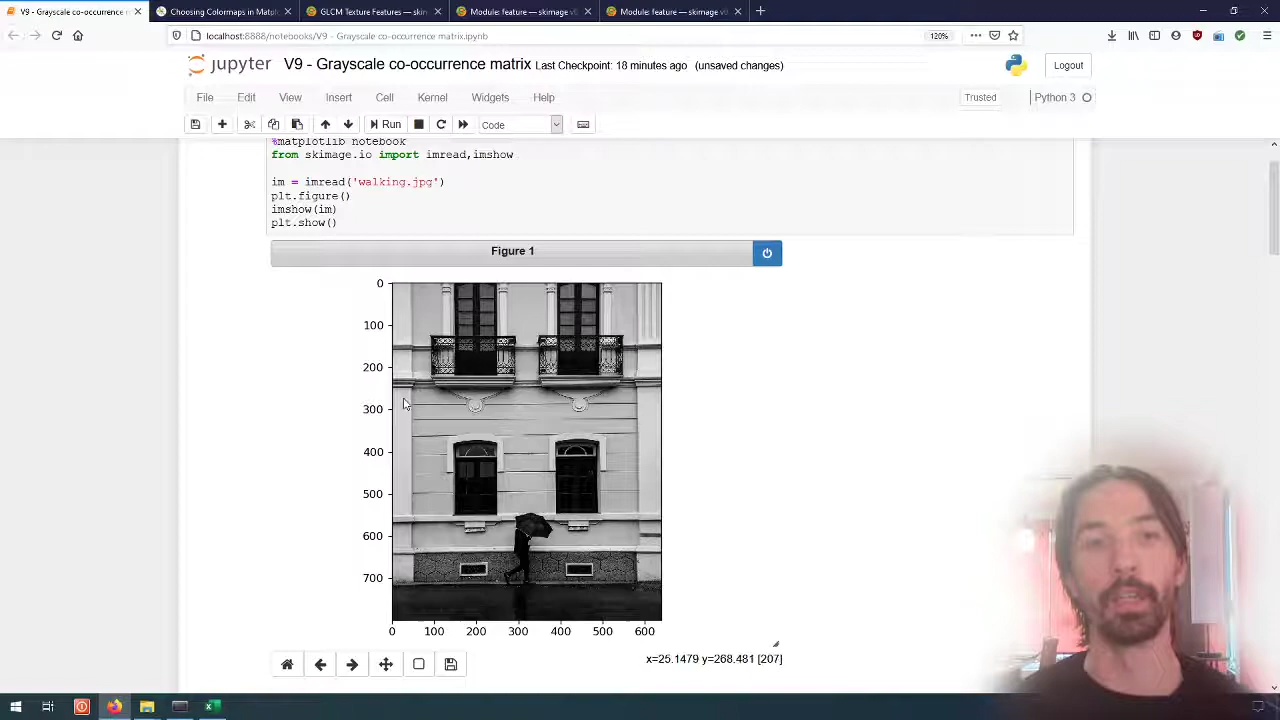 V9 - Grayscale co-occurrence m
Choosing Colormaps in Matpl
GLCM Texture Features — skim
Module: feature — skimage v0
Module: feature — skimage v0
localhost:8888/notebooks/V9 - Grayscale co-occurrence matrix.ipynb
120%
jupyter V9 - Grayscale co-occurrence matrix Last Checkpoint: 18 minutes ago (unsaved changes)
Logout
File Edit View Insert Cell Kernel Widgets Help
Trusted
Python 3
Run
Code
%matplotlib notebook
from skimage.io import imread,imshow
im = imread('walking.jpg')
plt.figure()
imshow(im)
plt.show()
Figure 1
0
100
200
300
400
500
600
700
0 100 200 300 400 500 600
x=25.1479 y=268.481 [207]